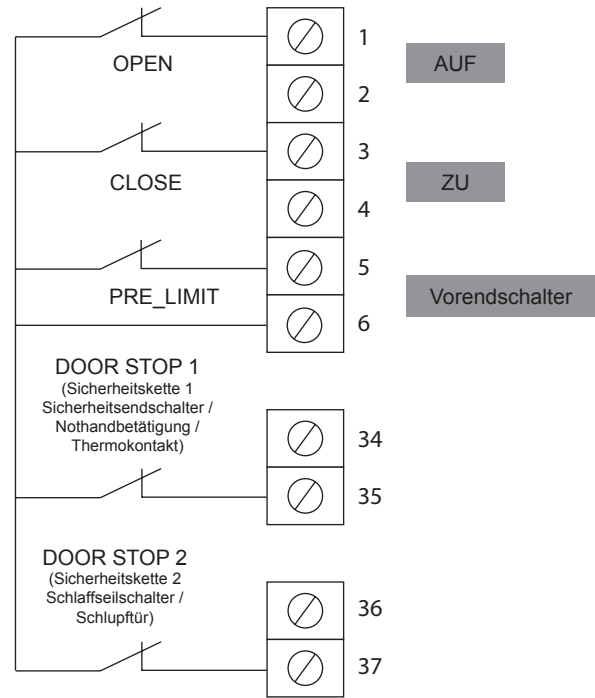 1
OPEN
AUF
2
3
CLOSE
ZU
4
5
PRE_LIMIT
Vorendschalter
6
DOOR STOP 1
(Sicherheitskette 1
Sicherheitsendschalter /
Nothandbetätigung /
Thermokontakt)
34
35
DOOR STOP 2
(Sicherheitskette 2
Schlaffseilschalter /
Schlupftür)
36
37